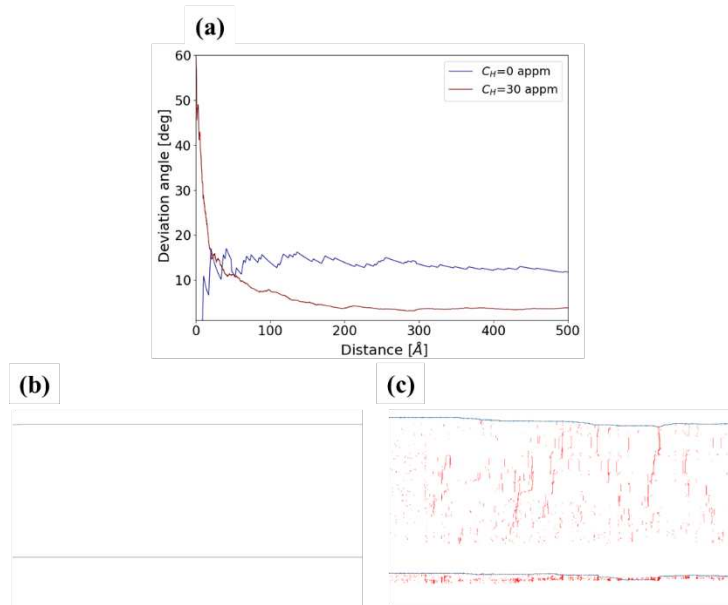 (a)
60
50
40
30
20
10
Deviation angle [deg]
C_H=0 appm
C_H=30 appm
0
100
200
300
400
500
Distance [Å]
(b)
(c)